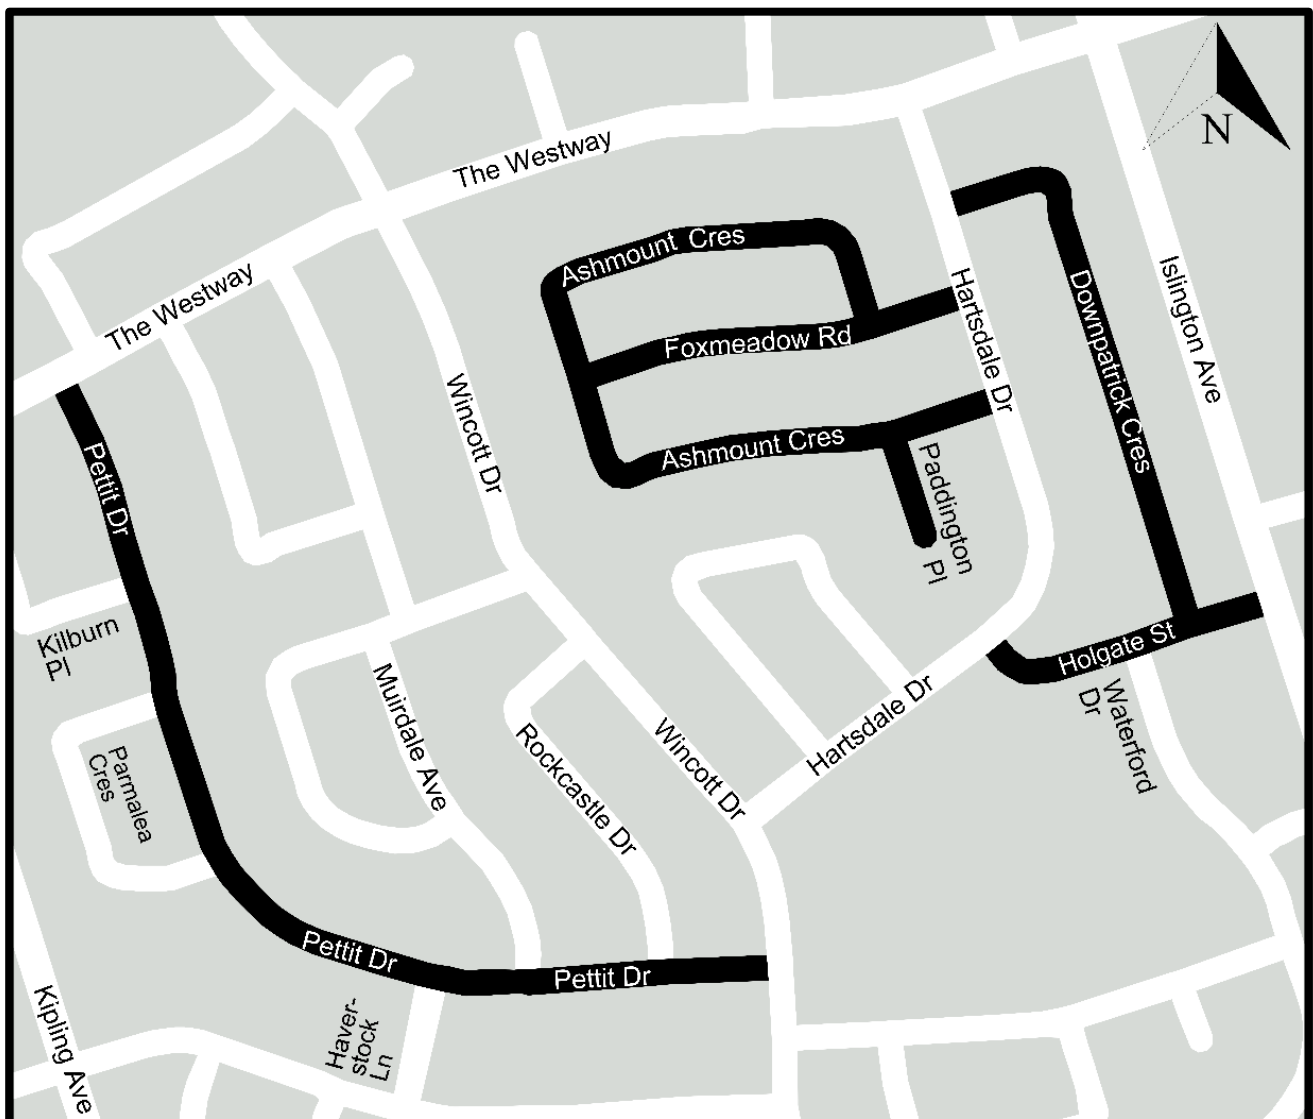 N
The Westway
The Westway
Ashmount Cres
Foxmeadow Rd
Ashmount Cres
Hartsdale Dr
Downpatrick Cres
Islington Ave
Wincott Dr
Pettit Dr
Paddington
Pl
Kilburn
Pl
Holgate St
Waterford
Dr
Muirdale Ave
Hartsdale Dr
Wincott Dr
Rockcastle Dr
Parmalea
Cres
Pettit Dr
Pettit Dr
Haver-
stock
Ln
Kipling Ave